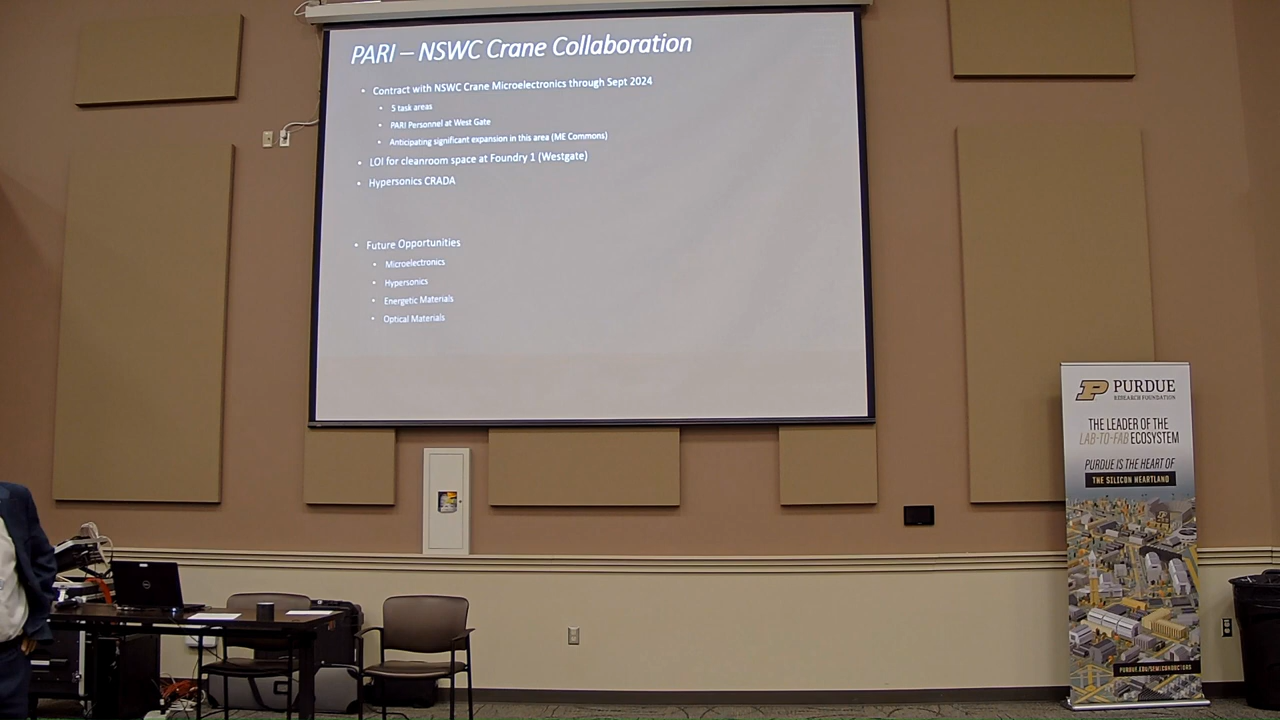 PARI – NSWC Crane Collaboration
• Contract with NSWC Crane Microelectronics through Sept 2024
• 5 task areas
• PARI Personnel at West Gate
• Anticipating significant expansion in this area (ME Commons)
• LOI for cleanroom space at Foundry 1 (Westgate)
• Hypersonics CRADA
• Future Opportunities
• Microelectronics
• Hypersonics
• Energetic Materials
• Optical Materials
P PURDUE
RESEARCH FOUNDATION
THE LEADER OF THE
LAB-TO-FAB ECOSYSTEM
PURDUE IS THE HEART OF
THE SILICON HEARTLAND
PURDUE.EDU/SEMICONDUCTORS